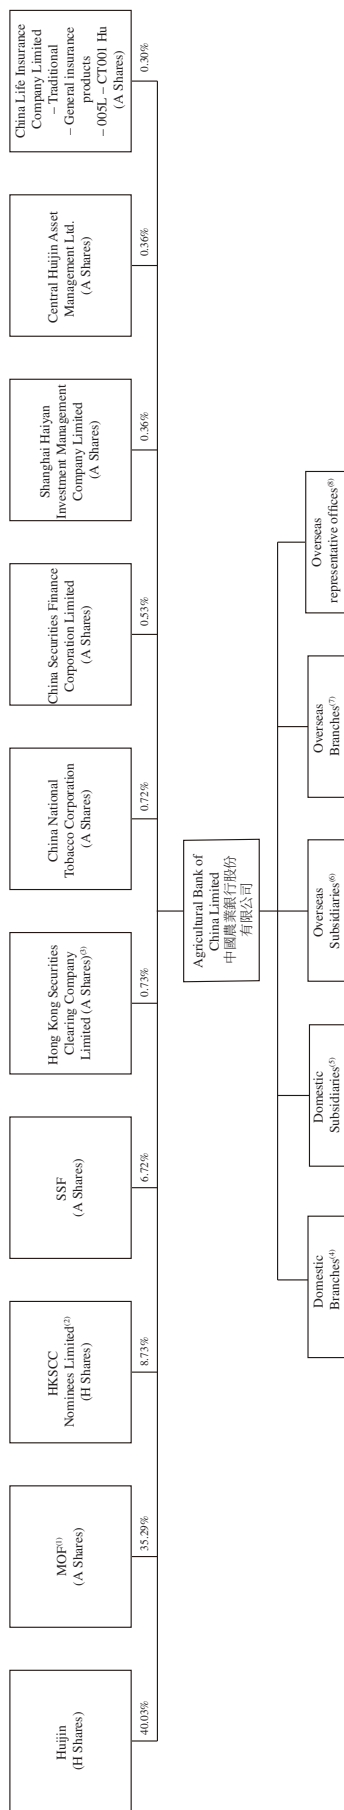 Huijin
(H Shares)
40.03%
MOF(1)
(A Shares)
35.29%
HKSCC
Nominees Limited(2)
(H Shares)
8.73%
SSF
(A Shares)
6.72%
Hong Kong Securities
Clearing Company
Limited (A Shares)(3)
0.73%
China National
Tobacco Corporation
(A Shares)
0.72%
China Securities Finance
Corporation Limited
(A Shares)
0.53%
Shanghai Haiyan
Investment Management
Company Limited
(A Shares)
0.36%
Central Huijin Asset
Management Ltd.
(A Shares)
0.36%
China Life Insurance
Company Limited
– Traditional
– General insurance
products
– 005L – CT001 Hu
(A Shares)
0.30%
Agricultural Bank of
China Limited
中國農業銀行股份
有限公司
Domestic
Branches(4)
Domestic
Subsidiaries(5)
Overseas
Subsidiaries(6)
Overseas
Branches(7)
Overseas
representative offices(8)